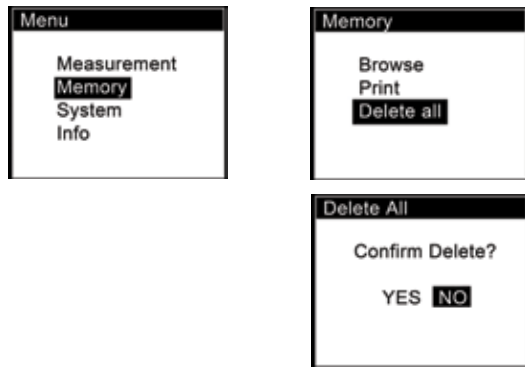 Menu
Measurement
Memory
System
Info
Memory
Browse
Print
Delete all
Delete All
Confirm Delete?
YES NO